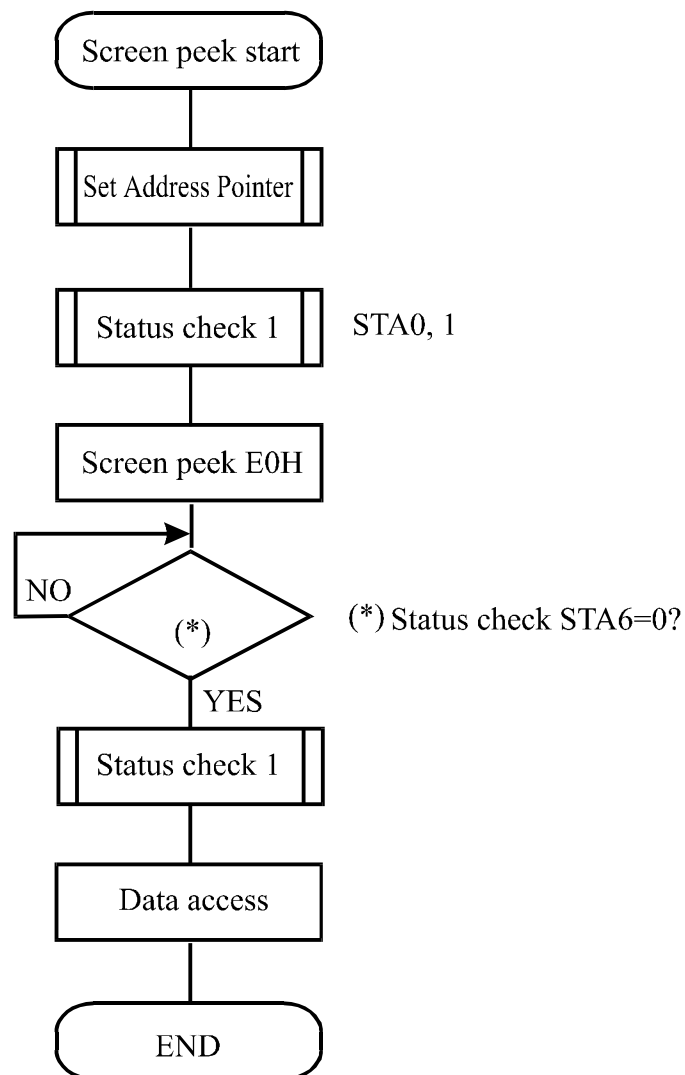 Screen peek start
Set Address Pointer
Status check 1
STA0, 1
Screen peek E0H
NO
(*)
(*) Status check STA6=0?
YES
Status check 1
Data access
END